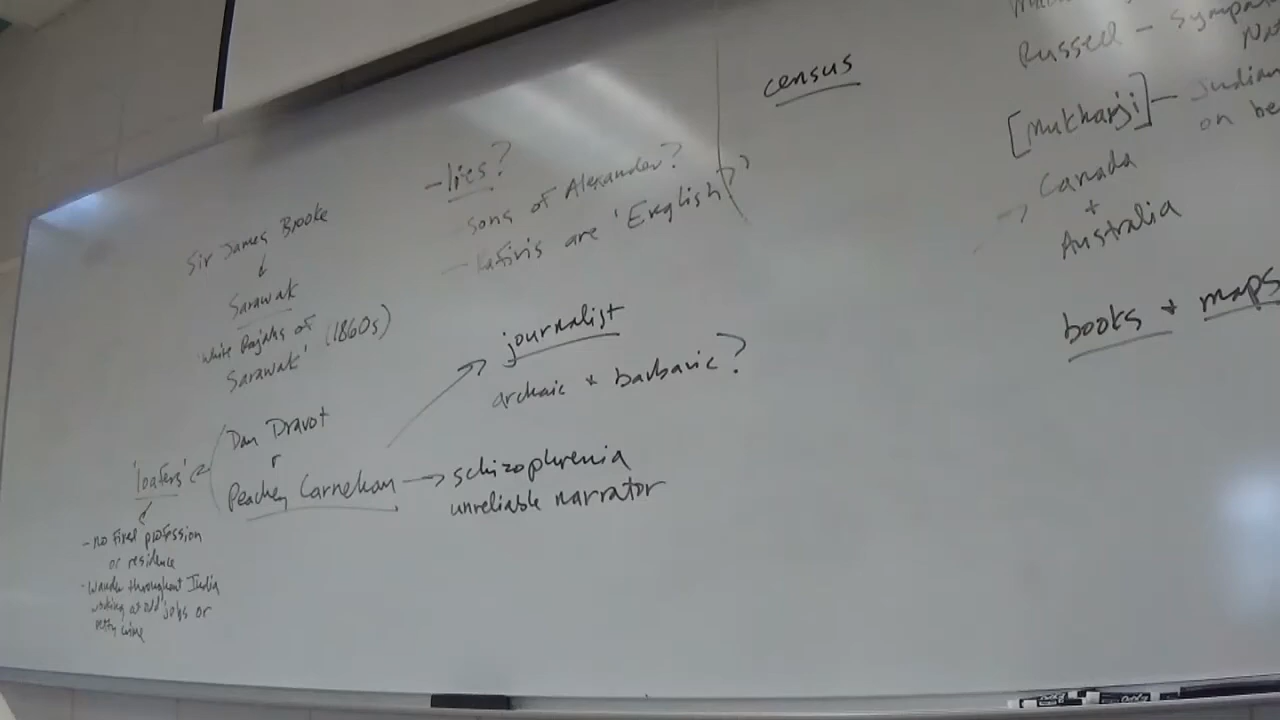 Sir James Brooke
↓
Sarawak
'White Rajahs of
Sarawak' (1860s)
Dan Dravot
Peachey Carnehan
'loafers'
- no fixed profession
or residence
- Wander throughout India
working at odd jobs or
petty crime
- lies?
sons of Alexander?
- Kafiris are 'English'?
journalist
archaic + barbaric?
→ schizophrenia
unreliable narrator
census
Russell - Sympa
[Mukharji] - Indian
on be
→ Canada
+
Australia
books + maps